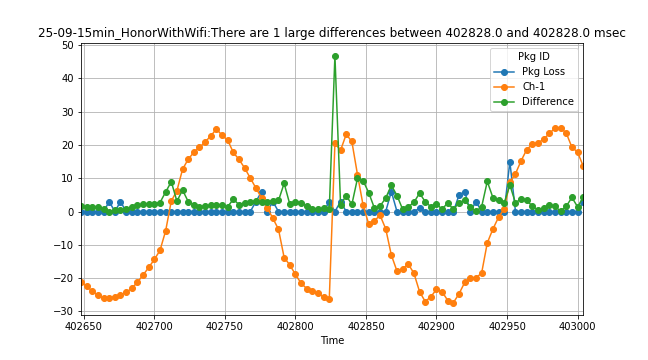 25-09-15min_HonorWithWifi:There are 1 large differences between 402828.0 and 402828.0 msec
50
40
30
20
10
0
−10
−20
−30
Pkg ID
Pkg Loss
Ch-1
Difference
402650 402700 402750 402800 402850 402900 402950 403000
Time